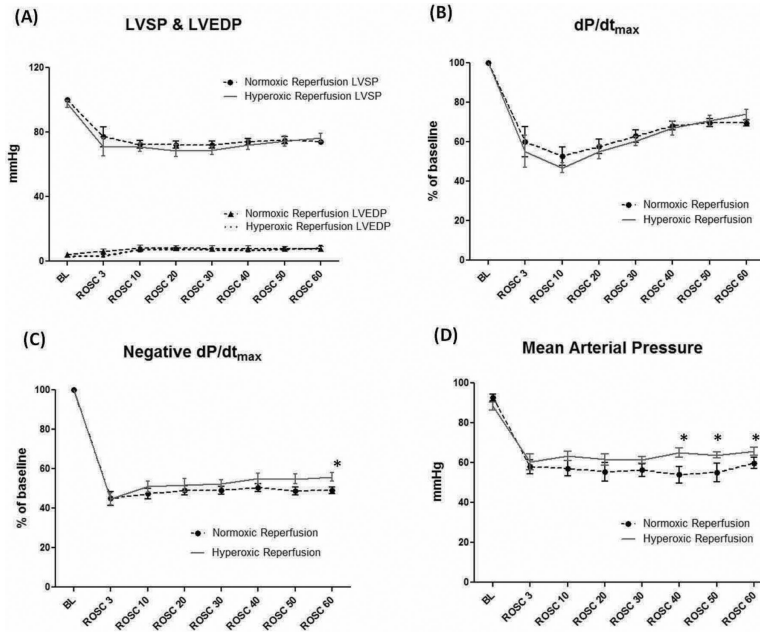 (A)
LVSP & LVEDP
120
80
40
0
mmHg
Normoxic Reperfusion LVSP
Hyperoxic Reperfusion LVSP
Normoxic Reperfusion LVEDP
Hyperoxic Reperfusion LVEDP
BL
ROSC 3
ROSC 10
ROSC 20
ROSC 30
ROSC 40
ROSC 50
ROSC 60
(B)
dP/dtmax
100
80
60
40
20
0
% of baseline
Normoxic Reperfusion
Hyperoxic Reperfusion
BL
ROSC 3
ROSC 10
ROSC 20
ROSC 30
ROSC 40
ROSC 50
ROSC 60
(C)
Negative dP/dtmax
100
80
60
40
20
0
% of baseline
*
Normoxic Reperfusion
Hyperoxic Reperfusion
BL
ROSC 3
ROSC 10
ROSC 20
ROSC 30
ROSC 40
ROSC 50
ROSC 60
(D)
Mean Arterial Pressure
100
80
60
40
20
0
mmHg
* * *
Normoxic Reperfusion
Hyperoxic Reperfusion
BL
ROSC 3
ROSC 10
ROSC 20
ROSC 30
ROSC 40
ROSC 50
ROSC 60